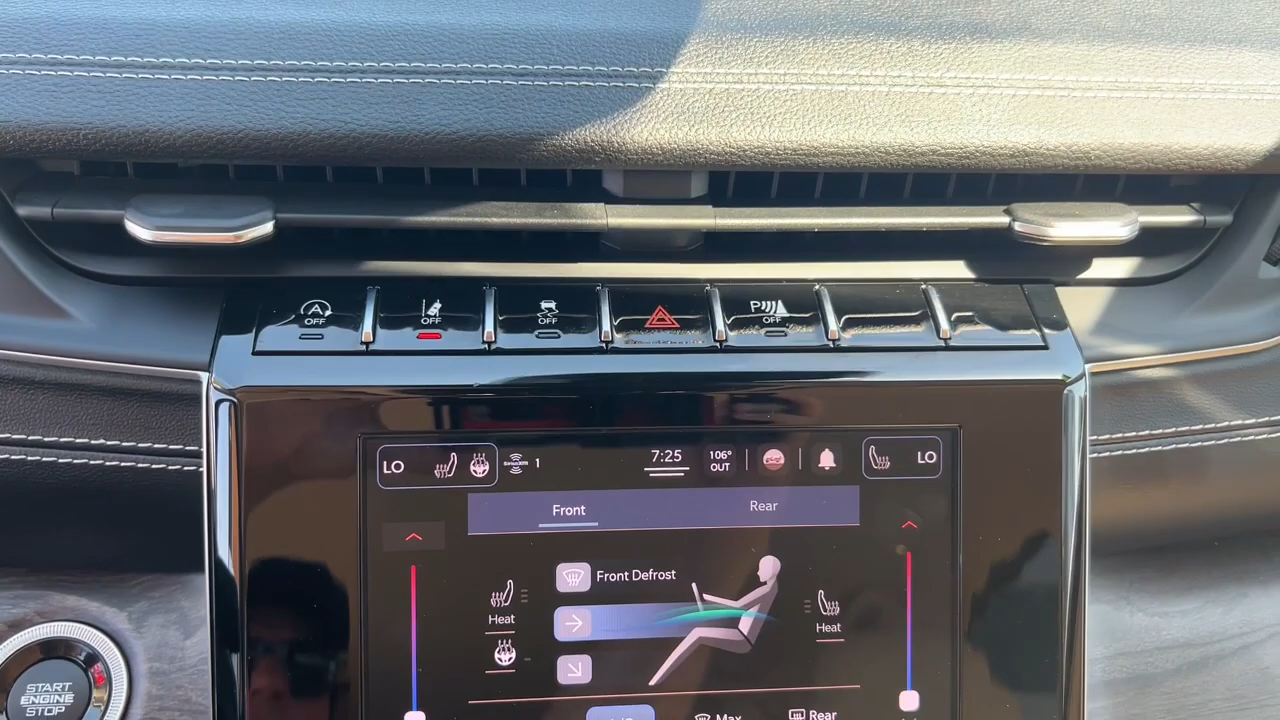 OFF
OFF
OFF
P
OFF
LO
SiriusXM
1
7:25
106°
OUT
LO
Front
Rear
Front Defrost
Heat
Heat
START
ENGINE
STOP
Max
Rear